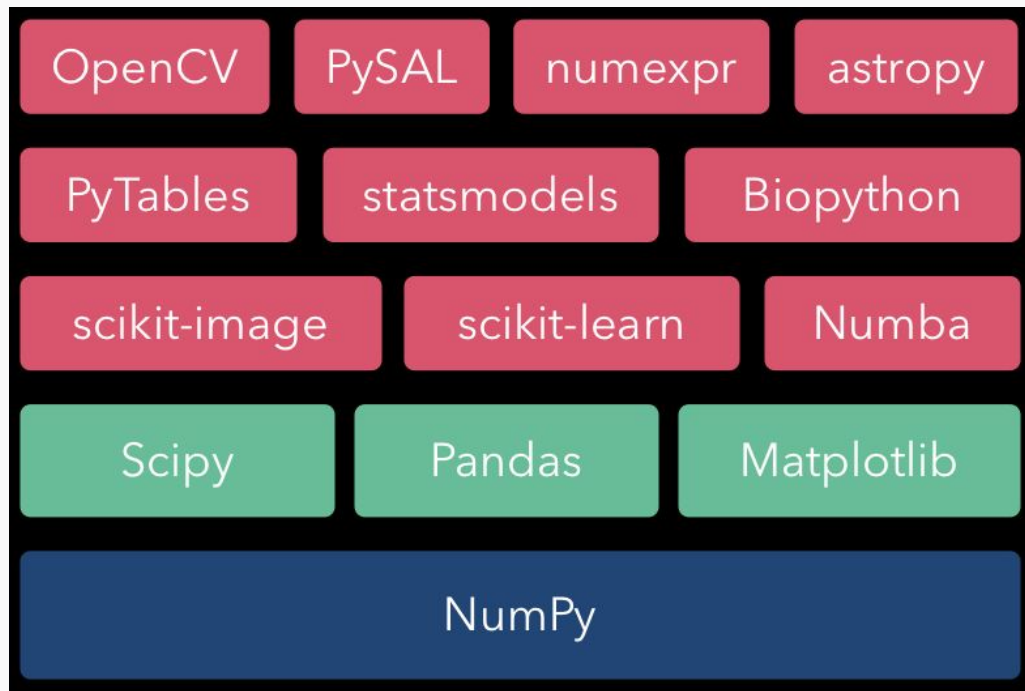 OpenCV PySAL numexpr astropy
PyTables statsmodels Biopython
scikit-image scikit-learn Numba
Scipy Pandas Matplotlib
NumPy